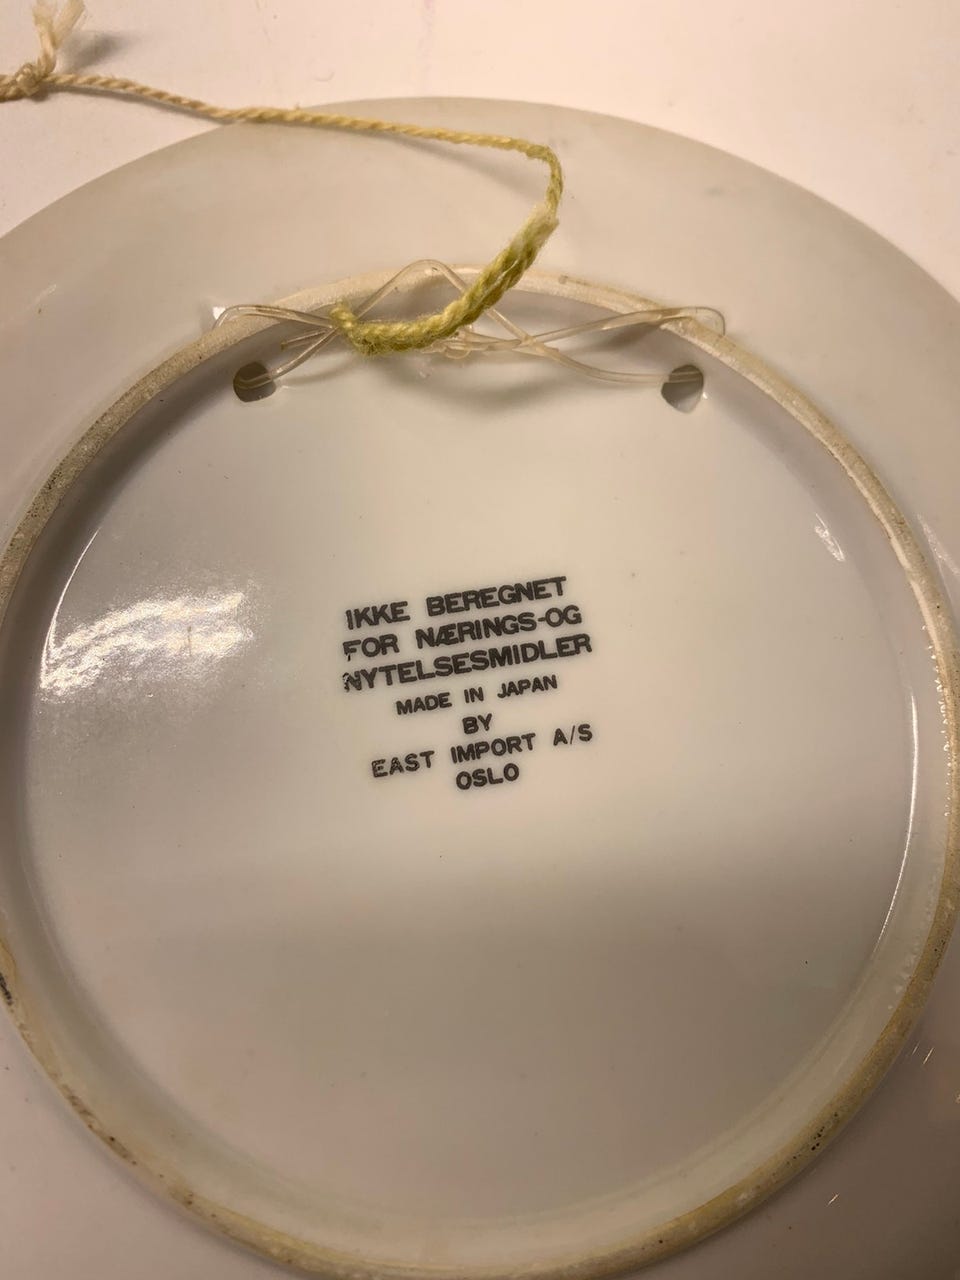 IKKE BEREGNET
FOR NÆRINGS-OG
NYTELSESMIDLER
MADE IN JAPAN
BY
EAST IMPORT A/S
OSLO